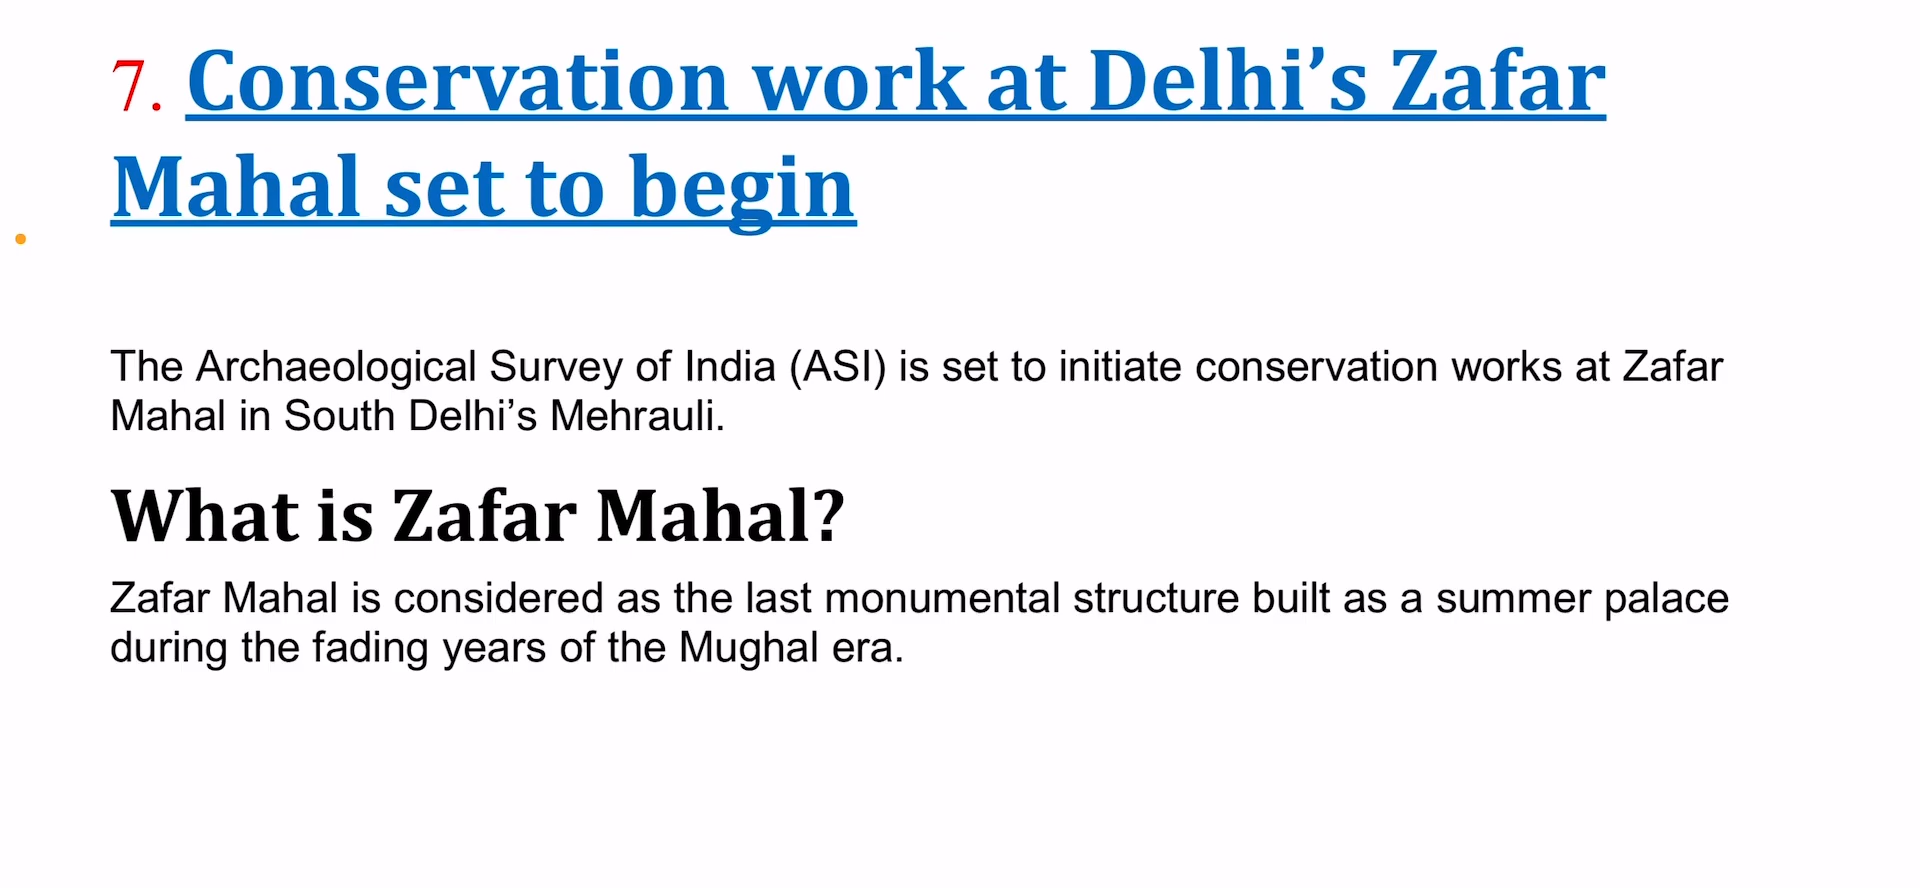 7. Conservation work at Delhi’s Zafar
Mahal set to begin
The Archaeological Survey of India (ASI) is set to initiate conservation works at Zafar
Mahal in South Delhi’s Mehrauli.
What is Zafar Mahal?
Zafar Mahal is considered as the last monumental structure built as a summer palace
during the fading years of the Mughal era.